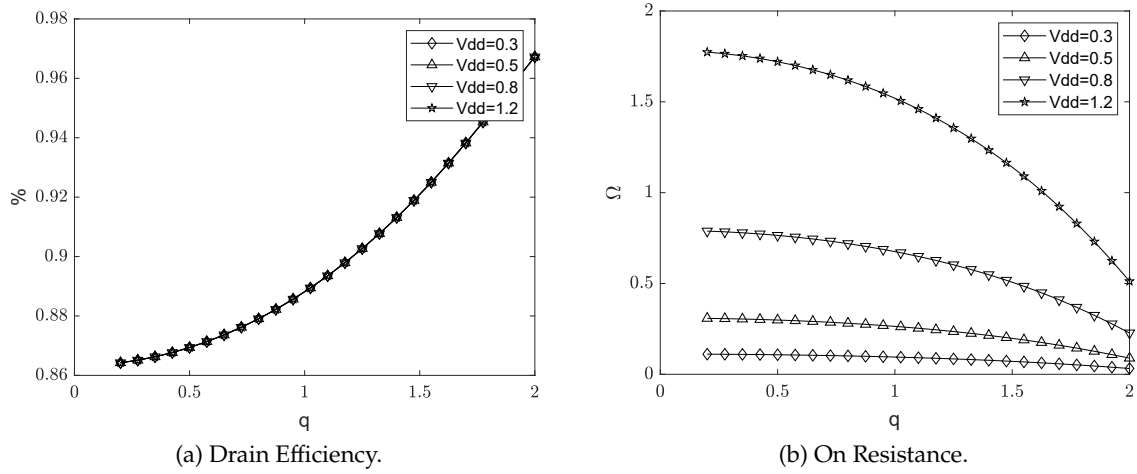 0.98
0.96
0.94
0.92
0.9
0.88
0.86
%
0 0.5 1 1.5 2
q
Vdd=0.3
Vdd=0.5
Vdd=0.8
Vdd=1.2
(a) Drain Efficiency.
2
1.5
1
0.5
0
Ω
0 0.5 1 1.5 2
q
Vdd=0.3
Vdd=0.5
Vdd=0.8
Vdd=1.2
(b) On Resistance.